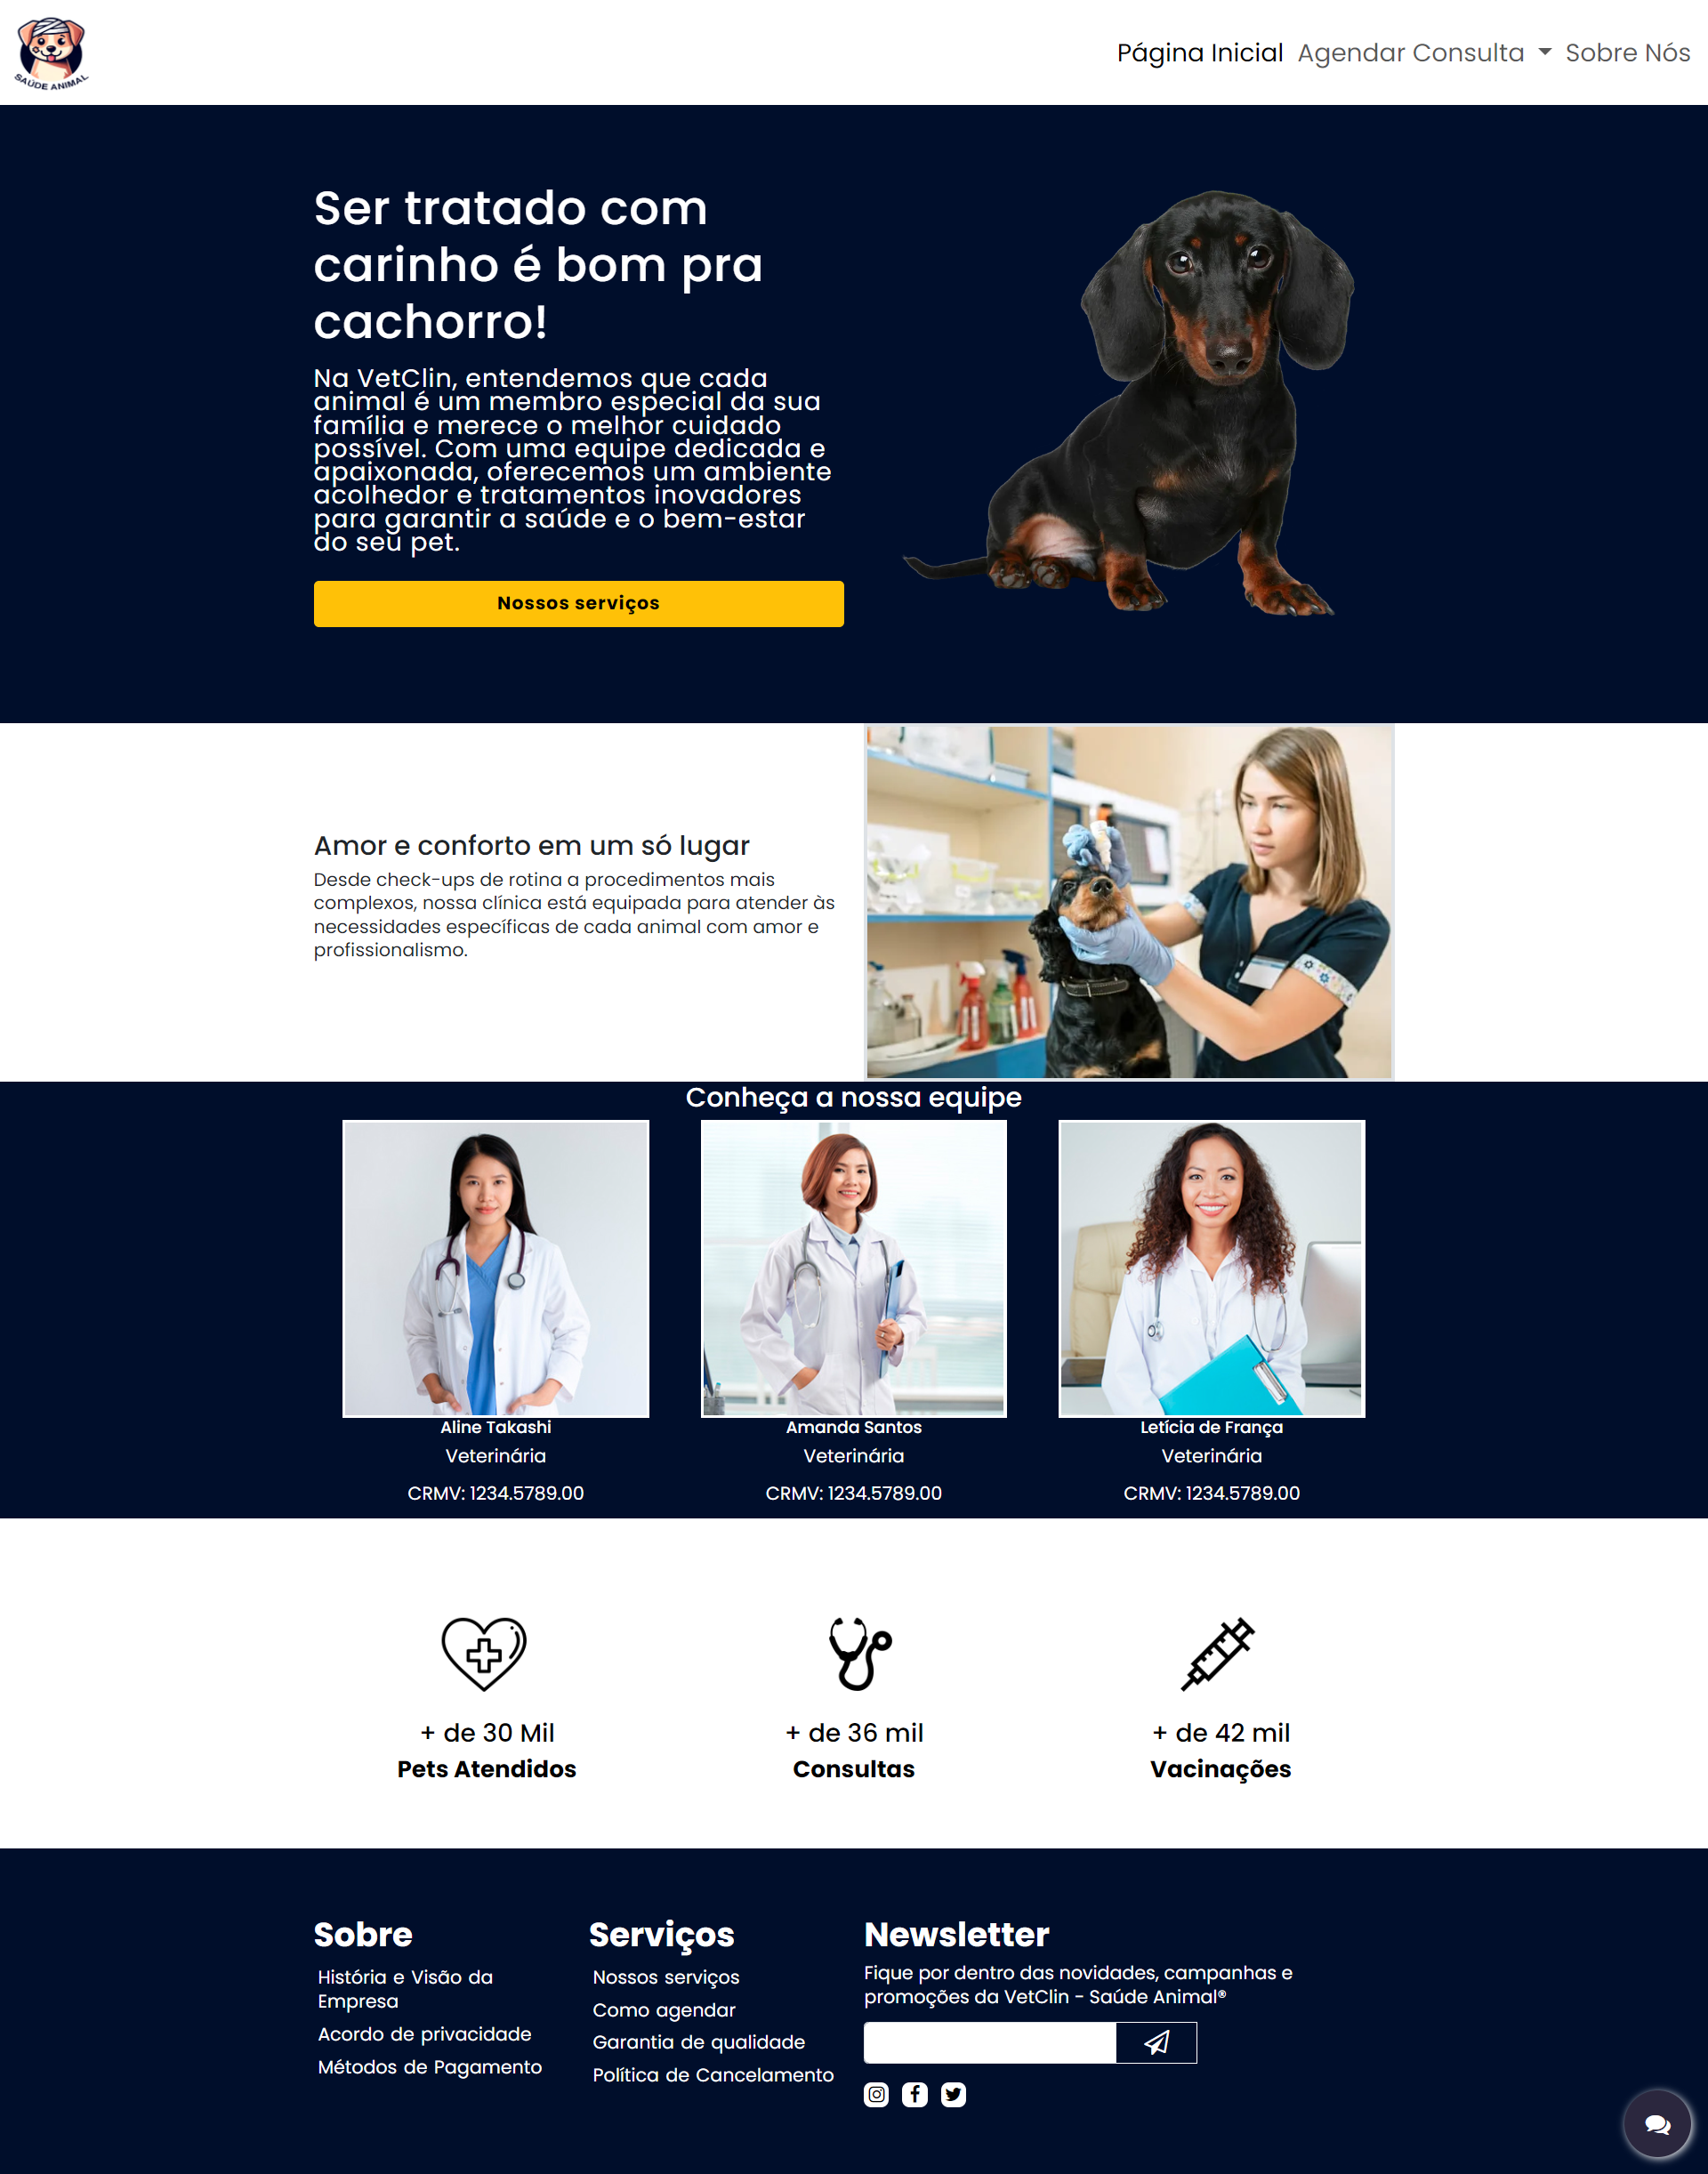 SAÚDE ANIMAL
Página Inicial Agendar Consulta Sobre Nós
Ser tratado com
carinho é bom pra
cachorro!
Na VetClin, entendemos que cada
animal é um membro especial da sua
família e merece o melhor cuidado
possível. Com uma equipe dedicada e
apaixonada, oferecemos um ambiente
acolhedor e tratamentos inovadores
para garantir a saúde e o bem-estar
do seu pet.
Nossos serviços
Amor e conforto em um só lugar
Desde check-ups de rotina a procedimentos mais
complexos, nossa clínica está equipada para atender às
necessidades específicas de cada animal com amor e
profissionalismo.
Conheça a nossa equipe
Aline Takashi
Veterinária
CRMV: 1234.5789.00
Amanda Santos
Veterinária
CRMV: 1234.5789.00
Letícia de França
Veterinária
CRMV: 1234.5789.00
+ de 30 Mil
Pets Atendidos
+ de 36 mil
Consultas
+ de 42 mil
Vacinações
Sobre
História e Visão da
Empresa
Acordo de privacidade
Métodos de Pagamento
Serviços
Nossos serviços
Como agendar
Garantia de qualidade
Política de Cancelamento
Newsletter
Fique por dentro das novidades, campanhas e
promoções da VetClin - Saúde Animal®